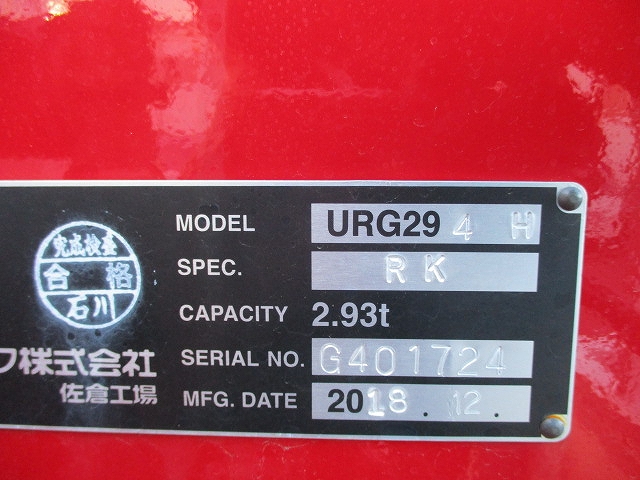 MODEL URG29 4 H
SPEC. RK
CAPACITY 2.93t
SERIAL NO. G401724
MFG. DATE 2018.12.
完成検査
合格
石川
フ株式会社
佐倉工場